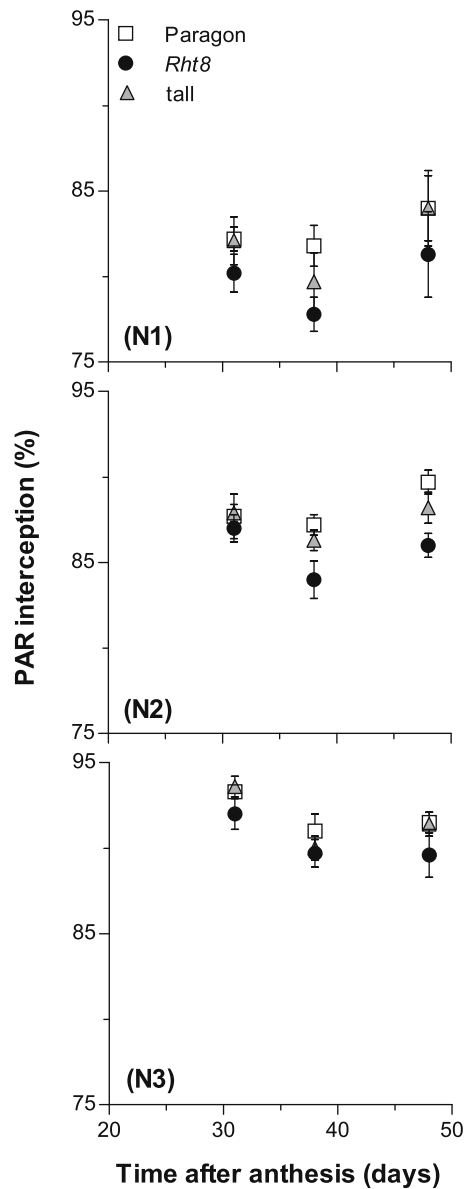 95
Paragon
Rht8
tall
85
(N1)
75
95
85
(N2)
75
95
85
(N3)
75
20 30 40 50
PAR interception (%)
Time after anthesis (days)